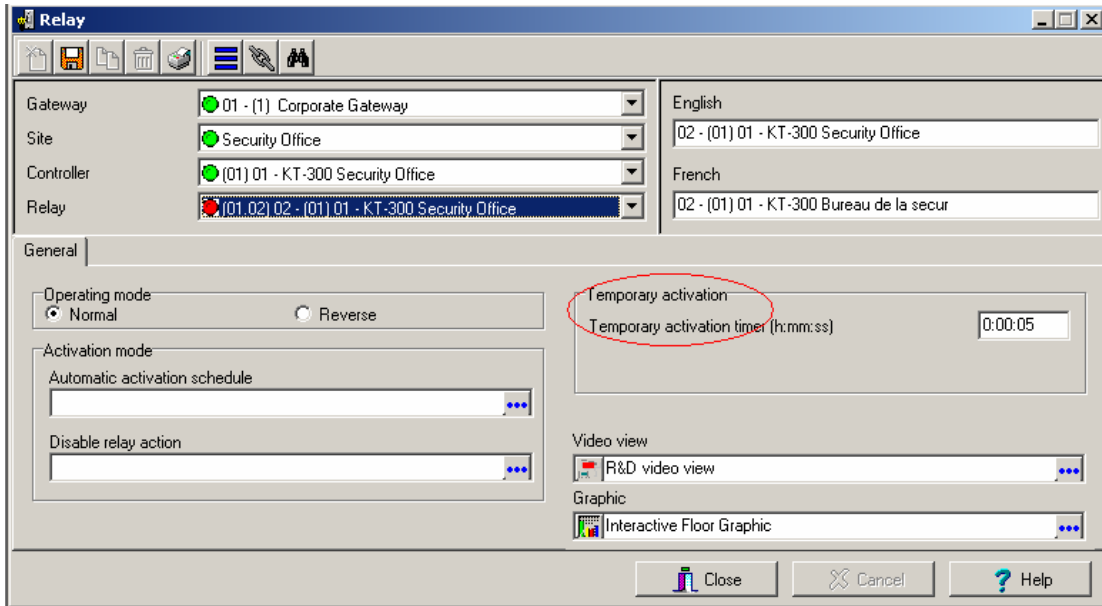 Relay
Gateway
01 - (1) Corporate Gateway
Site
Security Office
Controller
(01) 01 - KT-300 Security Office
Relay
(01.02) 02 - (01) 01 - KT-300 Security Office
English
02 - (01) 01 - KT-300 Security Office
French
02 - (01) 01 - KT-300 Bureau de la secur
General
Operating mode
Normal
Reverse
Activation mode
Automatic activation schedule
Disable relay action
Temporary activation
Temporary activation timer (h:mm:ss)
0:00:05
Video view
R&D video view
Graphic
Interactive Floor Graphic
Close
Cancel
Help